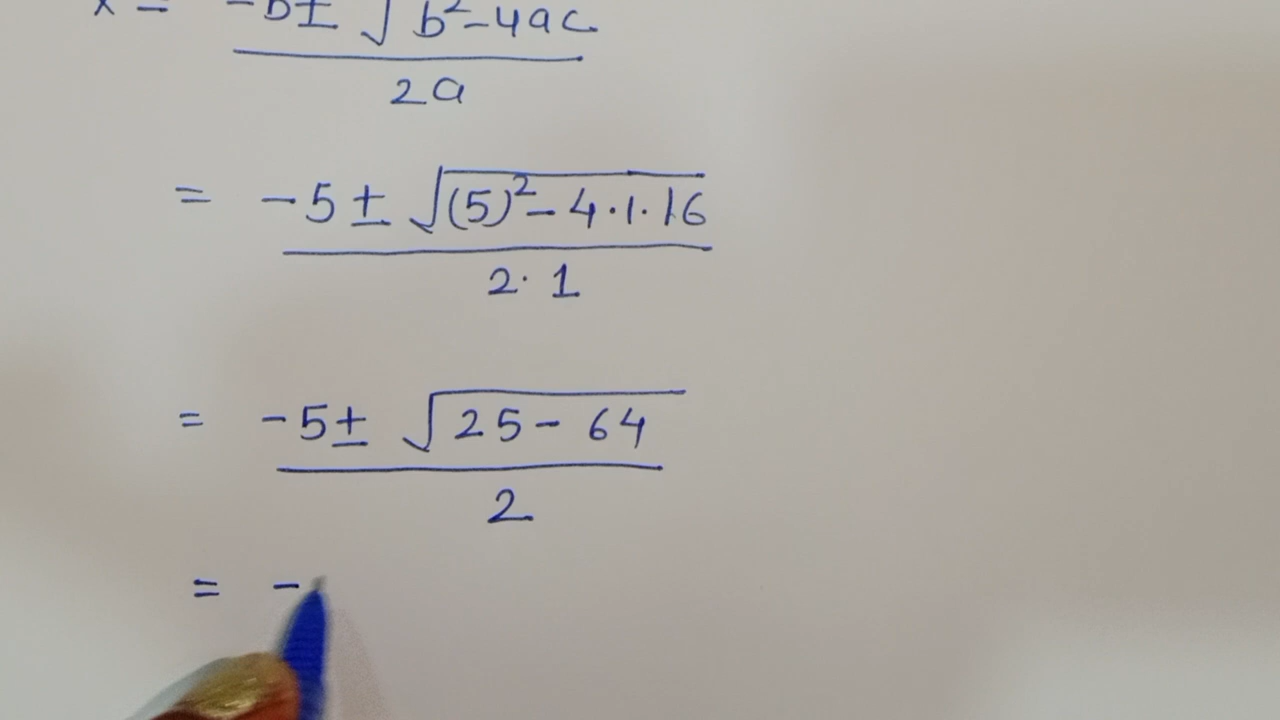 x = -b ± √b²-4ac
2a
= -5 ± √(5)²-4·1·16
2·1
= -5 ± √25-64
2
= -